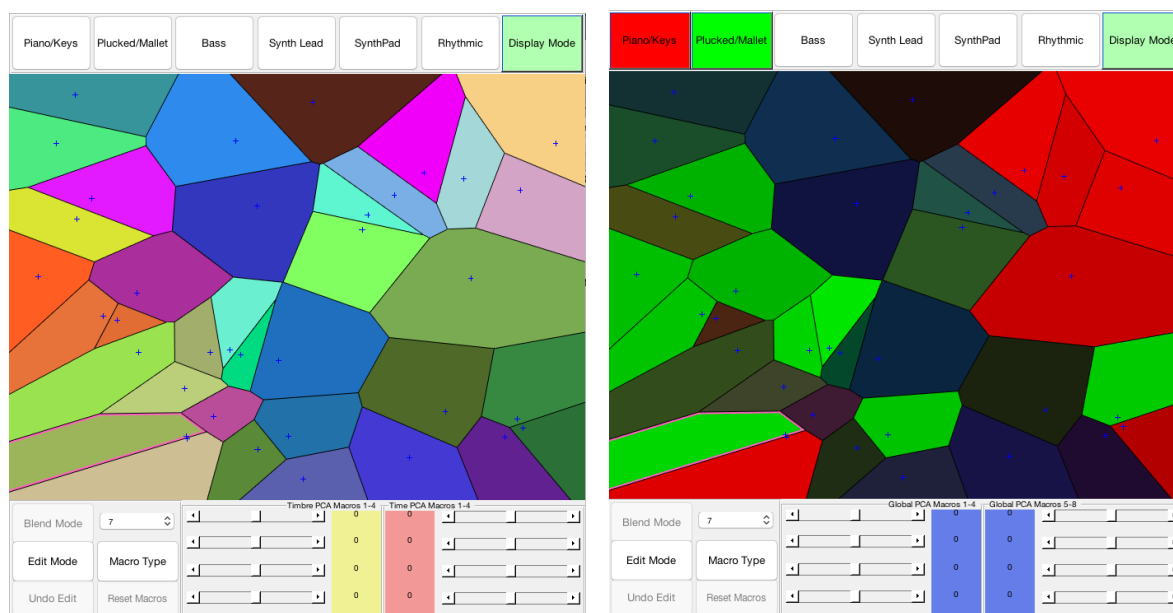 Piano/Keys Plucked/Mallet Bass Synth Lead SynthPad Rhythmic Display Mode
Timbre PCA Macros 1-4 Time PCA Macros 1-4
Blend Mode 7 0 0
0 0
Edit Mode Macro Type 0 0
Undo Edit Reset Macros 0 0
Piano/Keys Plucked/Mallet Bass Synth Lead SynthPad Rhythmic Display Mode
Global PCA Macros 1-4 Global PCA Macros 5-8
Blend Mode 7 0 0
0 0
Edit Mode Macro Type 0 0
Undo Edit Reset Macros 0 0